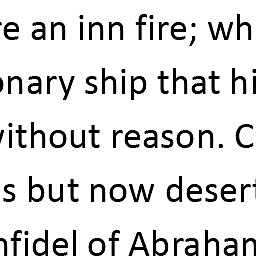 re an inn fire; wh
onary ship that hi
without reason. C
s but now desert
nfidel of Abraham